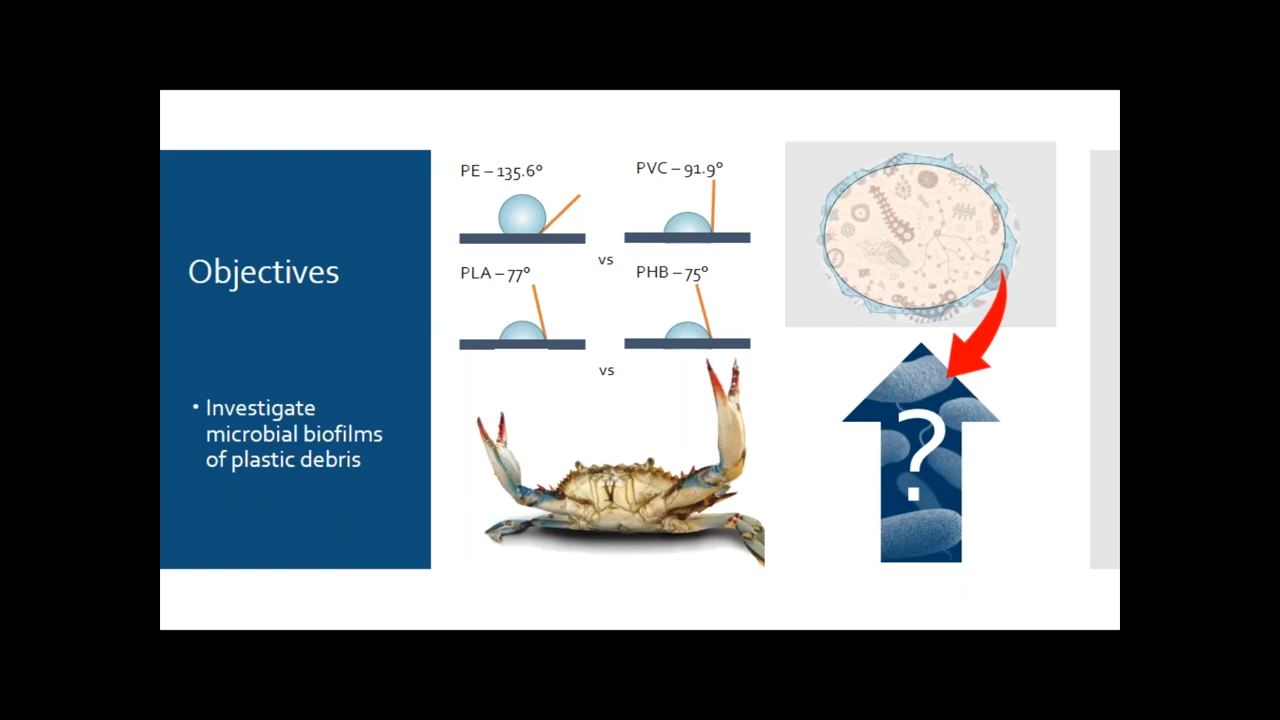 Objectives
• Investigate
microbial biofilms
of plastic debris
PE – 135.6°
PVC – 91.9°
vs
PLA – 77°
PHB – 75°
vs
?